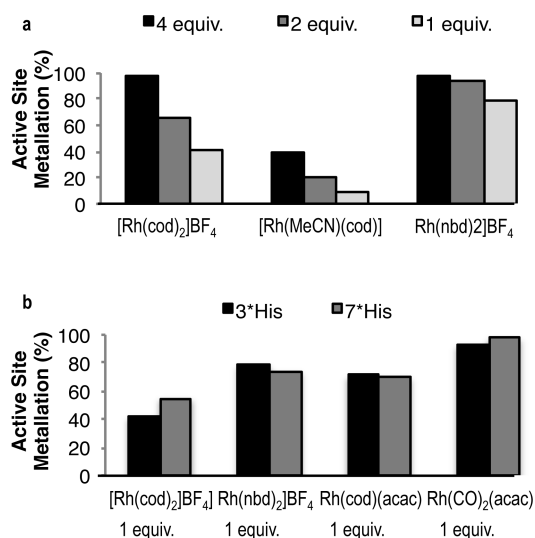 a
4 equiv. 2 equiv. 1 equiv.
Active Site
Metallation (%)
100
80
60
40
20
0
[Rh(cod)2]BF4 [Rh(MeCN)(cod)] Rh(nbd)2]BF4
b
3*His 7*His
Active Site
Metallation (%)
100
80
60
40
20
0
[Rh(cod)2]BF4] Rh(nbd)2]BF4 Rh(cod)(acac) Rh(CO)2(acac)
1 equiv. 1 equiv. 1 equiv. 1 equiv.